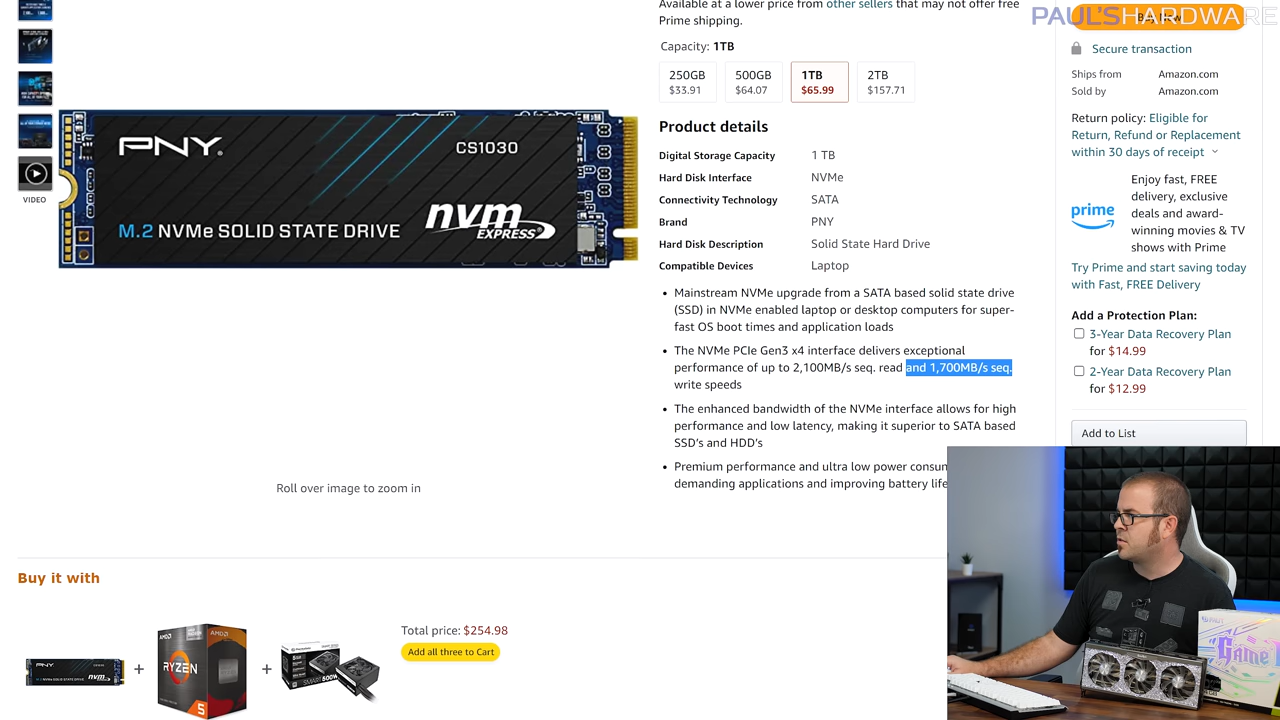 Available at a lower price from other sellers that may not offer free
Prime shipping.
PAUL'SHARDWARE
Capacity: 1TB
250GB
$33.91
500GB
$64.07
1TB
$65.99
2TB
$157.71
Secure transaction
Ships from Amazon.com
Sold by Amazon.com
Return policy: Eligible for
Return, Refund or Replacement
within 30 days of receipt
Enjoy fast, FREE
delivery, exclusive
deals and award-
winning movies & TV
shows with Prime
prime
Try Prime and start saving today
with Fast, FREE Delivery
Add a Protection Plan:
3-Year Data Recovery Plan
for $14.99
2-Year Data Recovery Plan
for $12.99
Add to List
VIDEO
PNY.
CS1030
M.2 NVMe SOLID STATE DRIVE
nvm
EXPRESS
Product details
Digital Storage Capacity 1 TB
Hard Disk Interface NVMe
Connectivity Technology SATA
Brand PNY
Hard Disk Description Solid State Hard Drive
Compatible Devices Laptop
• Mainstream NVMe upgrade from a SATA based solid state drive
(SSD) in NVMe enabled laptop or desktop computers for super-
fast OS boot times and application loads
• The NVMe PCIe Gen3 x4 interface delivers exceptional
performance of up to 2,100MB/s seq. read and 1,700MB/s seq.
write speeds
• The enhanced bandwidth of the NVMe interface allows for high
performance and low latency, making it superior to SATA based
SSD's and HDD's
• Premium performance and ultra low power consum
demanding applications and improving battery life
Roll over image to zoom in
Buy it with
PNY
nvm
+
AMD
RYZEN
5
+
SMART 500W
Total price: $254.98
Add all three to Cart
Game